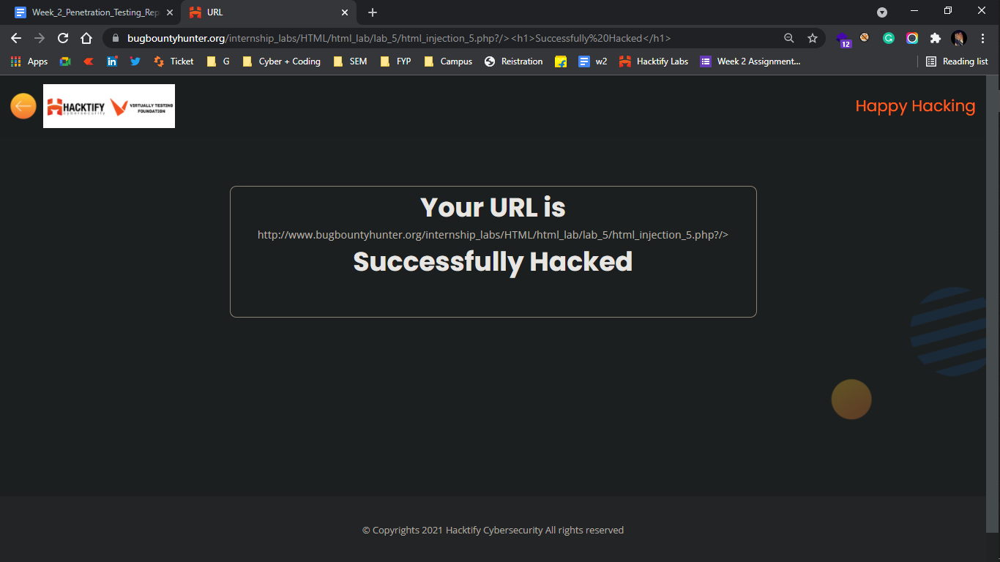 Week_2_Penetration_Testing_Rep
URL
bugbountyhunter.org/internship_labs/HTML/html_lab/lab_5/html_injection_5.php?/><h1>Successfully%20Hacked</h1>
12
Apps
Ticket
G
Cyber + Coding
SEM
FYP
Campus
Reistration
w2
Hacktify Labs
Week 2 Assignment...
Reading list
HACKTIFY
cybersecurity
VIRTUALLY TESTING
FOUNDATION
Happy Hacking
Your URL is
http://www.bugbountyhunter.org/internship_labs/HTML/html_lab/lab_5/html_injection_5.php?/>
Successfully Hacked
© Copyrights 2021 Hacktify Cybersecurity All rights reserved